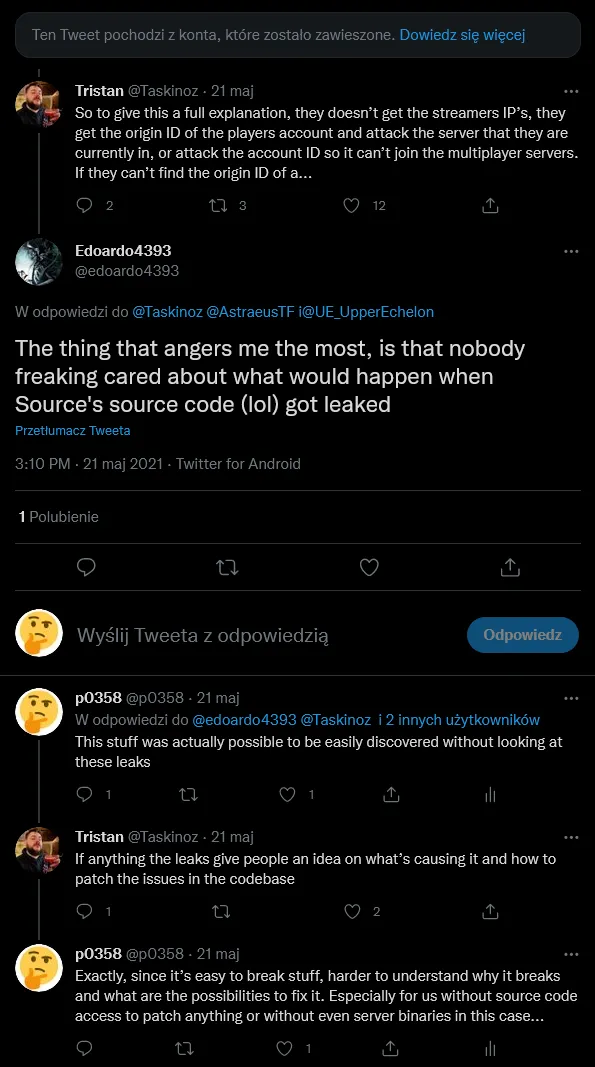 Ten Tweet pochodzi z konta, które zostało zawieszone. Dowiedz się więcej
Tristan @Taskinoz · 21 maj
So to give this a full explanation, they doesn't get the streamers IP's, they
get the origin ID of the players account and attack the server that they are
currently in, or attack the account ID so it can't join the multiplayer servers.
If they can't find the origin ID of a...
2 3 12
Edoardo4393
@edoardo4393
W odpowiedzi do @Taskinoz @AstraeusTF i@UE_UpperEchelon
The thing that angers me the most, is that nobody
freaking cared about what would happen when
Source's source code (lol) got leaked
Przetłumacz Tweeta
3:10 PM · 21 maj 2021 · Twitter for Android
1 Polubienie
Wyślij Tweeta z odpowiedzią
Odpowiedz
p0358 @p0358 · 21 maj
W odpowiedzi do @edoardo4393 @Taskinoz i 2 innych użytkowników
This stuff was actually possible to be easily discovered without looking at
these leaks
1 1
Tristan @Taskinoz · 21 maj
If anything the leaks give people an idea on what's causing it and how to
patch the issues in the codebase
1 2
p0358 @p0358 · 21 maj
Exactly, since it's easy to break stuff, harder to understand why it breaks
and what are the possibilities to fix it. Especially for us without source code
access to patch anything or without even server binaries in this case...
1